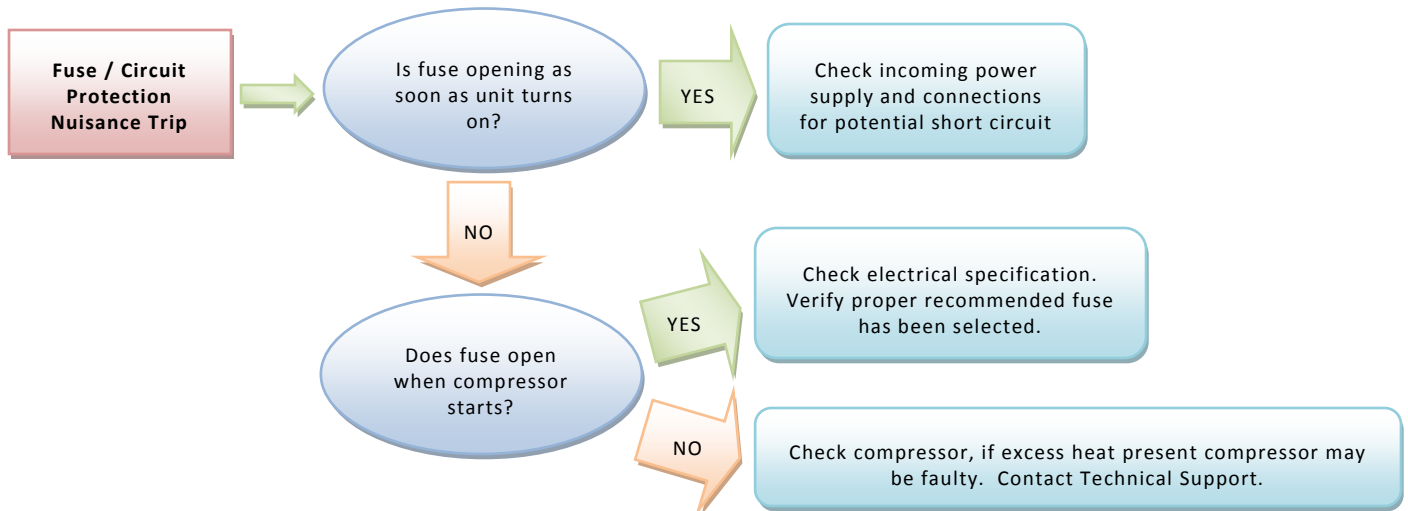 Fuse / Circuit
Protection
Nuisance Trip
Is fuse opening as
soon as unit turns
on?
YES
Check incoming power
supply and connections
for potential short circuit
NO
Does fuse open
when compressor
starts?
YES
Check electrical specification.
Verify proper recommended fuse
has been selected.
NO
Check compressor, if excess heat present compressor may
be faulty.  Contact Technical Support.